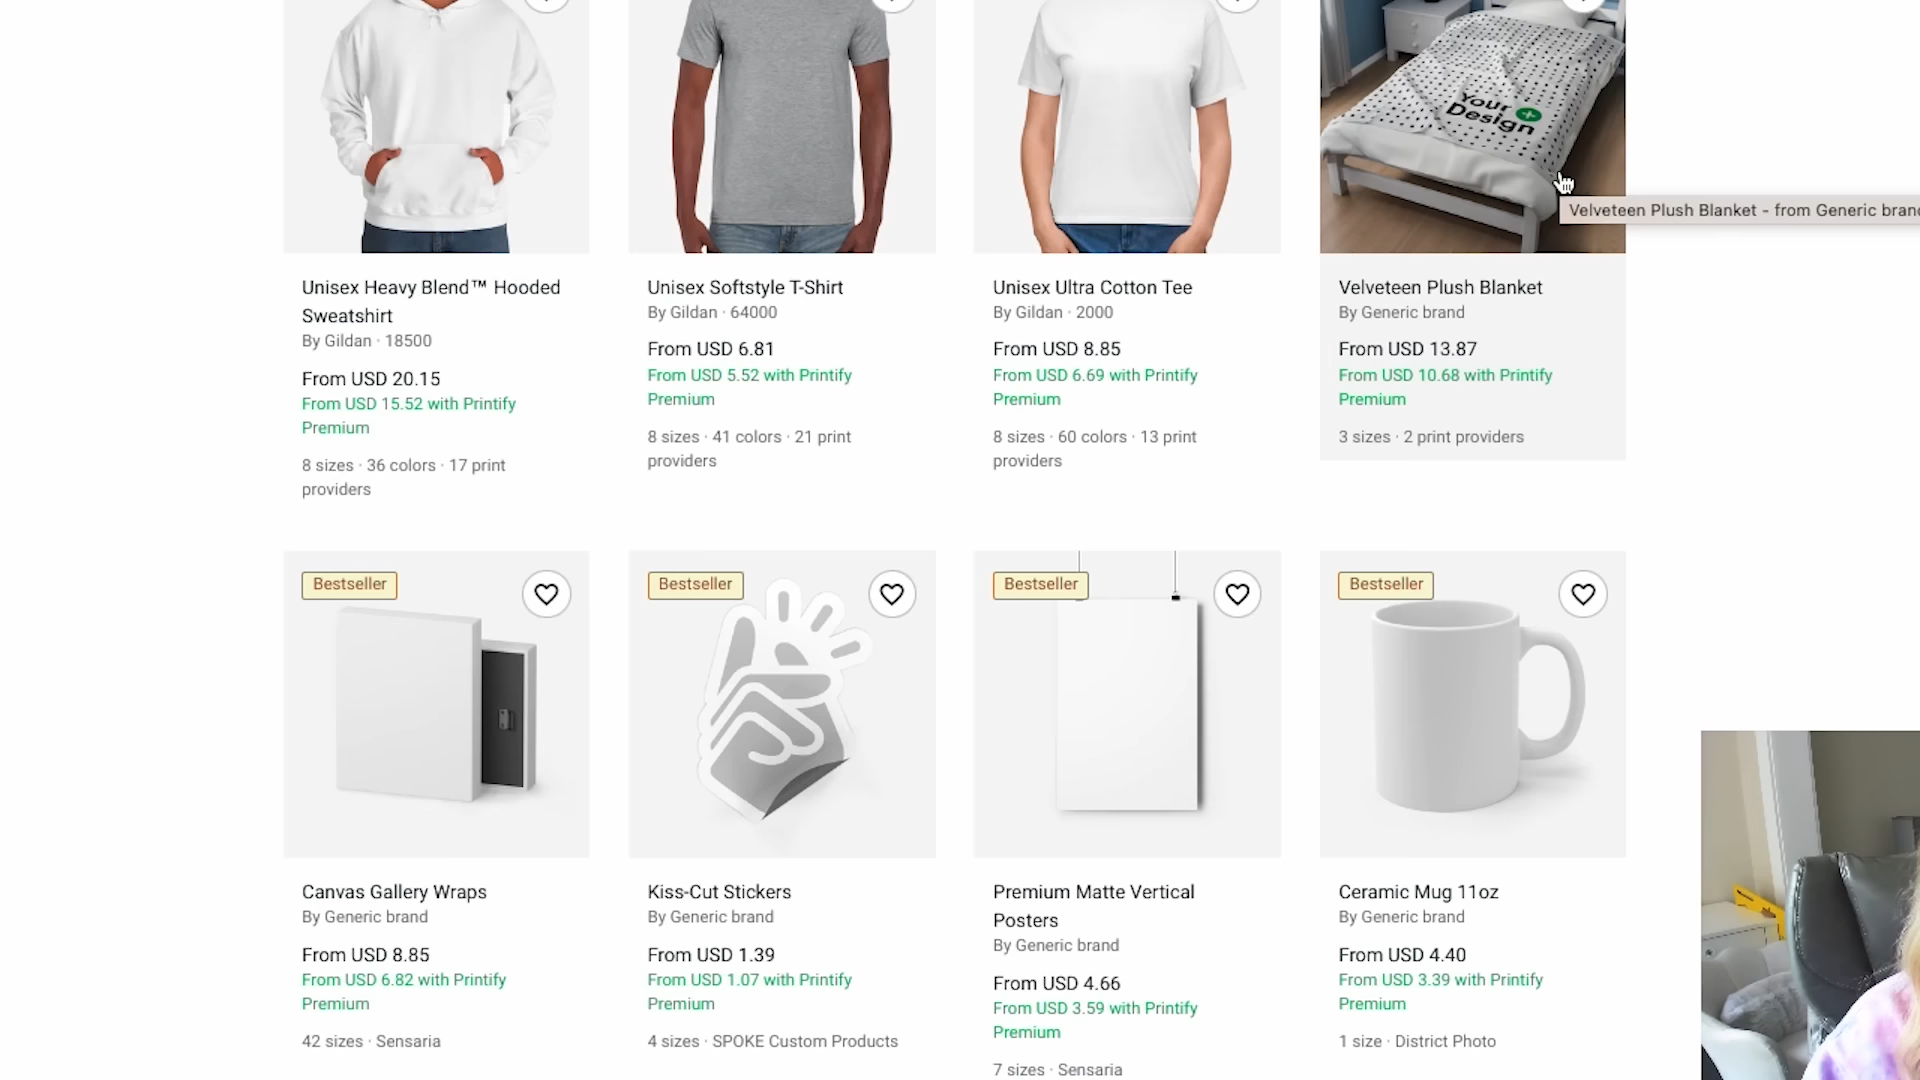 Your
Design
Velveteen Plush Blanket - from Generic brand
Unisex Heavy Blend™ Hooded
Sweatshirt
By Gildan · 18500
From USD 20.15
From USD 15.52 with Printify
Premium
8 sizes · 36 colors · 17 print
providers
Unisex Softstyle T-Shirt
By Gildan · 64000
From USD 6.81
From USD 5.52 with Printify
Premium
8 sizes · 41 colors · 21 print
providers
Unisex Ultra Cotton Tee
By Gildan · 2000
From USD 8.85
From USD 6.69 with Printify
Premium
8 sizes · 60 colors · 13 print
providers
Velveteen Plush Blanket
By Generic brand
From USD 13.87
From USD 10.68 with Printify
Premium
3 sizes · 2 print providers
Bestseller
Canvas Gallery Wraps
By Generic brand
From USD 8.85
From USD 6.82 with Printify
Premium
42 sizes · Sensaria
Bestseller
Kiss-Cut Stickers
By Generic brand
From USD 1.39
From USD 1.07 with Printify
Premium
4 sizes · SPOKE Custom Products
Bestseller
Premium Matte Vertical
Posters
By Generic brand
From USD 4.66
From USD 3.59 with Printify
Premium
7 sizes · Sensaria
Bestseller
Ceramic Mug 11oz
By Generic brand
From USD 4.40
From USD 3.39 with Printify
Premium
1 size · District Photo